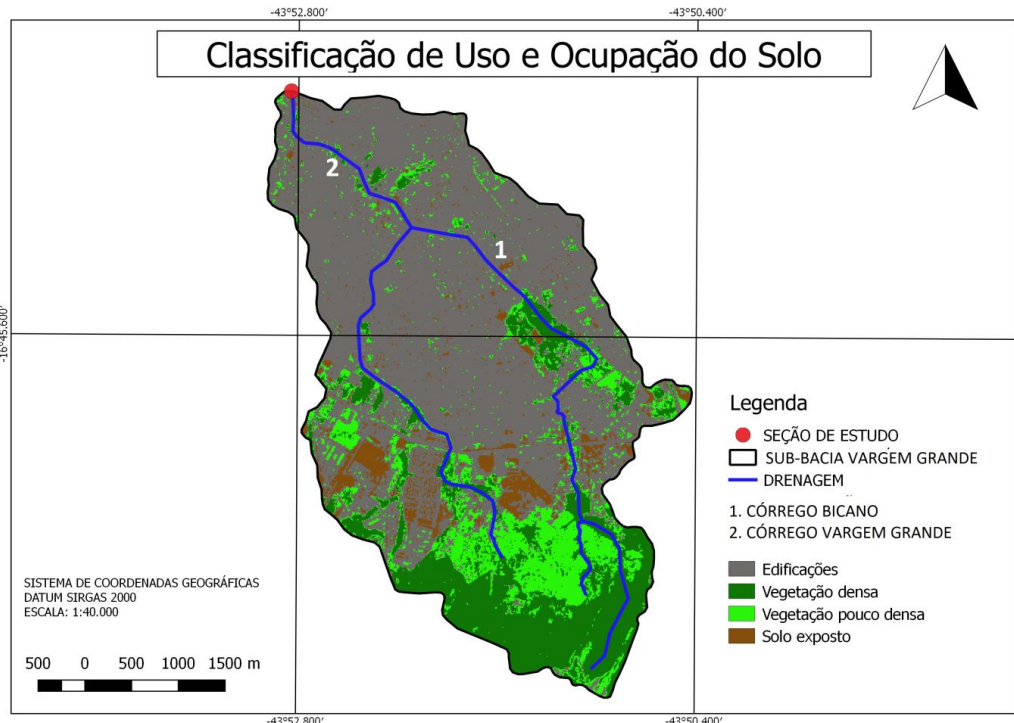 -43°52.800'
-43°50.400'
Classificação de Uso e Ocupação do Solo
2
1
-16°45.600'
Legenda
SEÇÃO DE ESTUDO
SUB-BACIA VARGEM GRANDE
DRENAGEM
1. CÓRREGO BICANO
2. CÓRREGO VARGEM GRANDE
Edificações
Vegetação densa
Vegetação pouco densa
Solo exposto
SISTEMA DE COORDENADAS GEOGRÁFICAS
DATUM SIRGAS 2000
ESCALA: 1:40.000
500 0 500 1000 1500 m
-43°52.800'
-43°50.400'